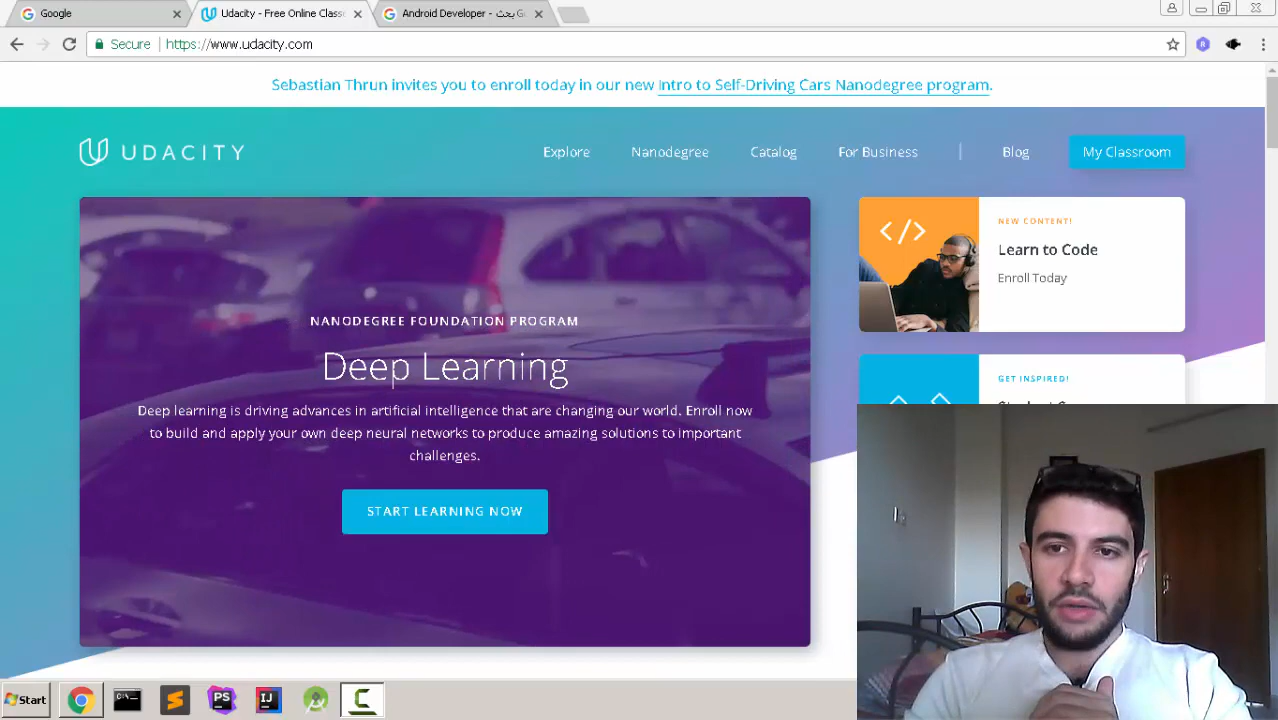 Google
Udacity - Free Online Classe
Android Developer - بحث G
Secure
https://www.udacity.com
Sebastian Thrun invites you to enroll today in our new Intro to Self-Driving Cars Nanodegree program.
UDACITY
Explore
Nanodegree
Catalog
For Business
Blog
My Classroom
NANODEGREE FOUNDATION PROGRAM
Deep Learning
Deep learning is driving advances in artificial intelligence that are changing our world. Enroll now
to build and apply your own deep neural networks to produce amazing solutions to important
challenges.
START LEARNING NOW
NEW CONTENT!
Learn to Code
Enroll Today
GET INSPIRED!
Start
PS
IJ
C